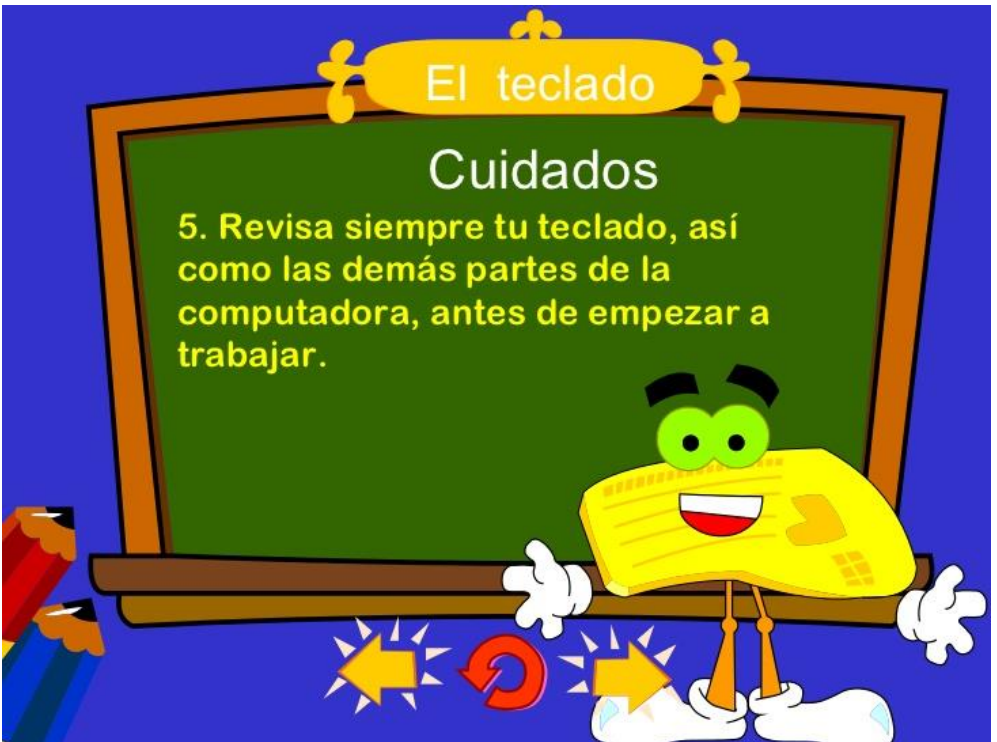 El teclado
Cuidados
5. Revisa siempre tu teclado, así
como las demás partes de la
computadora, antes de empezar a
trabajar.